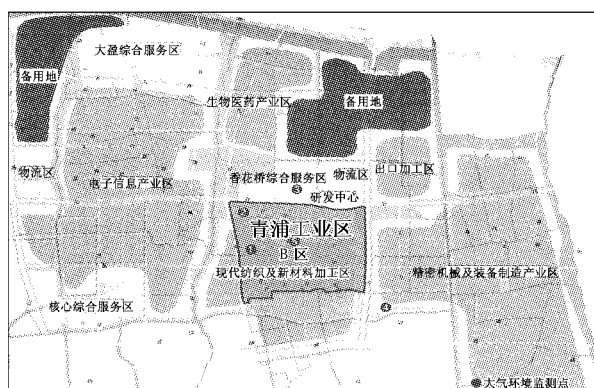 大盈综合服务区
备用地
生物医药产业区
备用地
物流区
电子信息产业区
香花桥综合服务区
物流区
出口加工区
③
研发中心
②
青浦工业区
①
B区
现代纺织及新材料加工区
精密机械及装备制造产业区
核心综合服务区
④
大气环境监测点